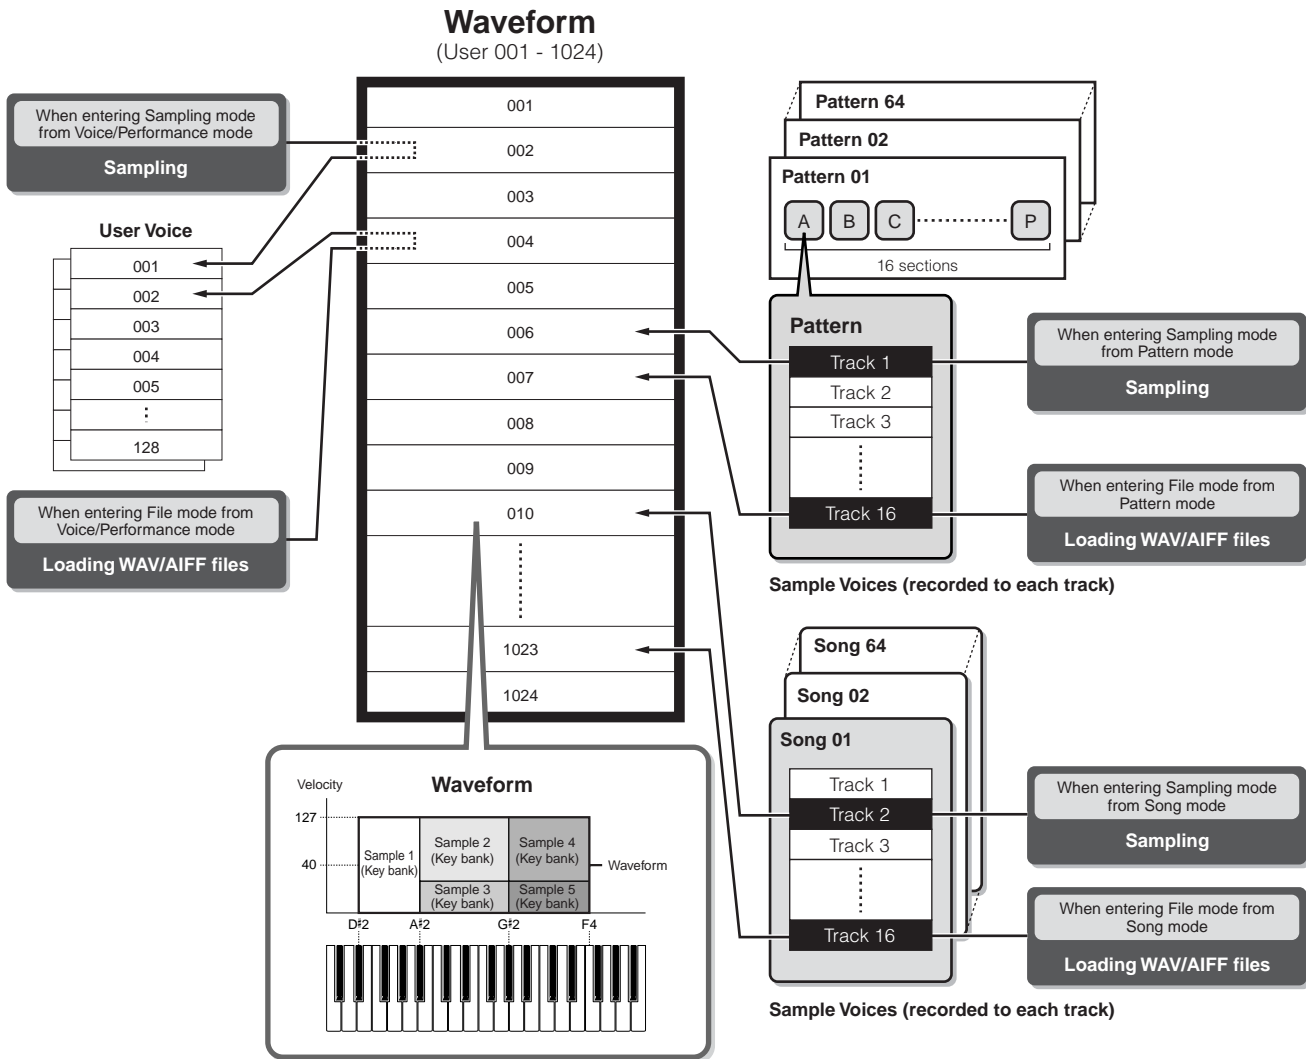 Waveform
(User 001 - 1024)
When entering Sampling mode
from Voice/Performance mode
Sampling
User Voice
001
002
003
004
005
128
When entering File mode from
Voice/Performance mode
Loading WAV/AIFF files
001
002
003
004
005
006
007
008
009
010
1023
1024
Pattern 64
Pattern 02
Pattern 01
A B C P
16 sections
Pattern
Track 1
Track 2
Track 3
Track 16
Sample Voices (recorded to each track)
When entering Sampling mode
from Pattern mode
Sampling
When entering File mode from
Pattern mode
Loading WAV/AIFF files
Song 64
Song 02
Song 01
Track 1
Track 2
Track 3
Track 16
Sample Voices (recorded to each track)
When entering Sampling mode
from Song mode
Sampling
When entering File mode from
Song mode
Loading WAV/AIFF files
Velocity
Waveform
127
40
Sample 1
(Key bank)
Sample 2
(Key bank)
Sample 4
(Key bank)
Sample 3
(Key bank)
Sample 5
(Key bank)
Waveform
D♯2 A♯2 G♯2 F4